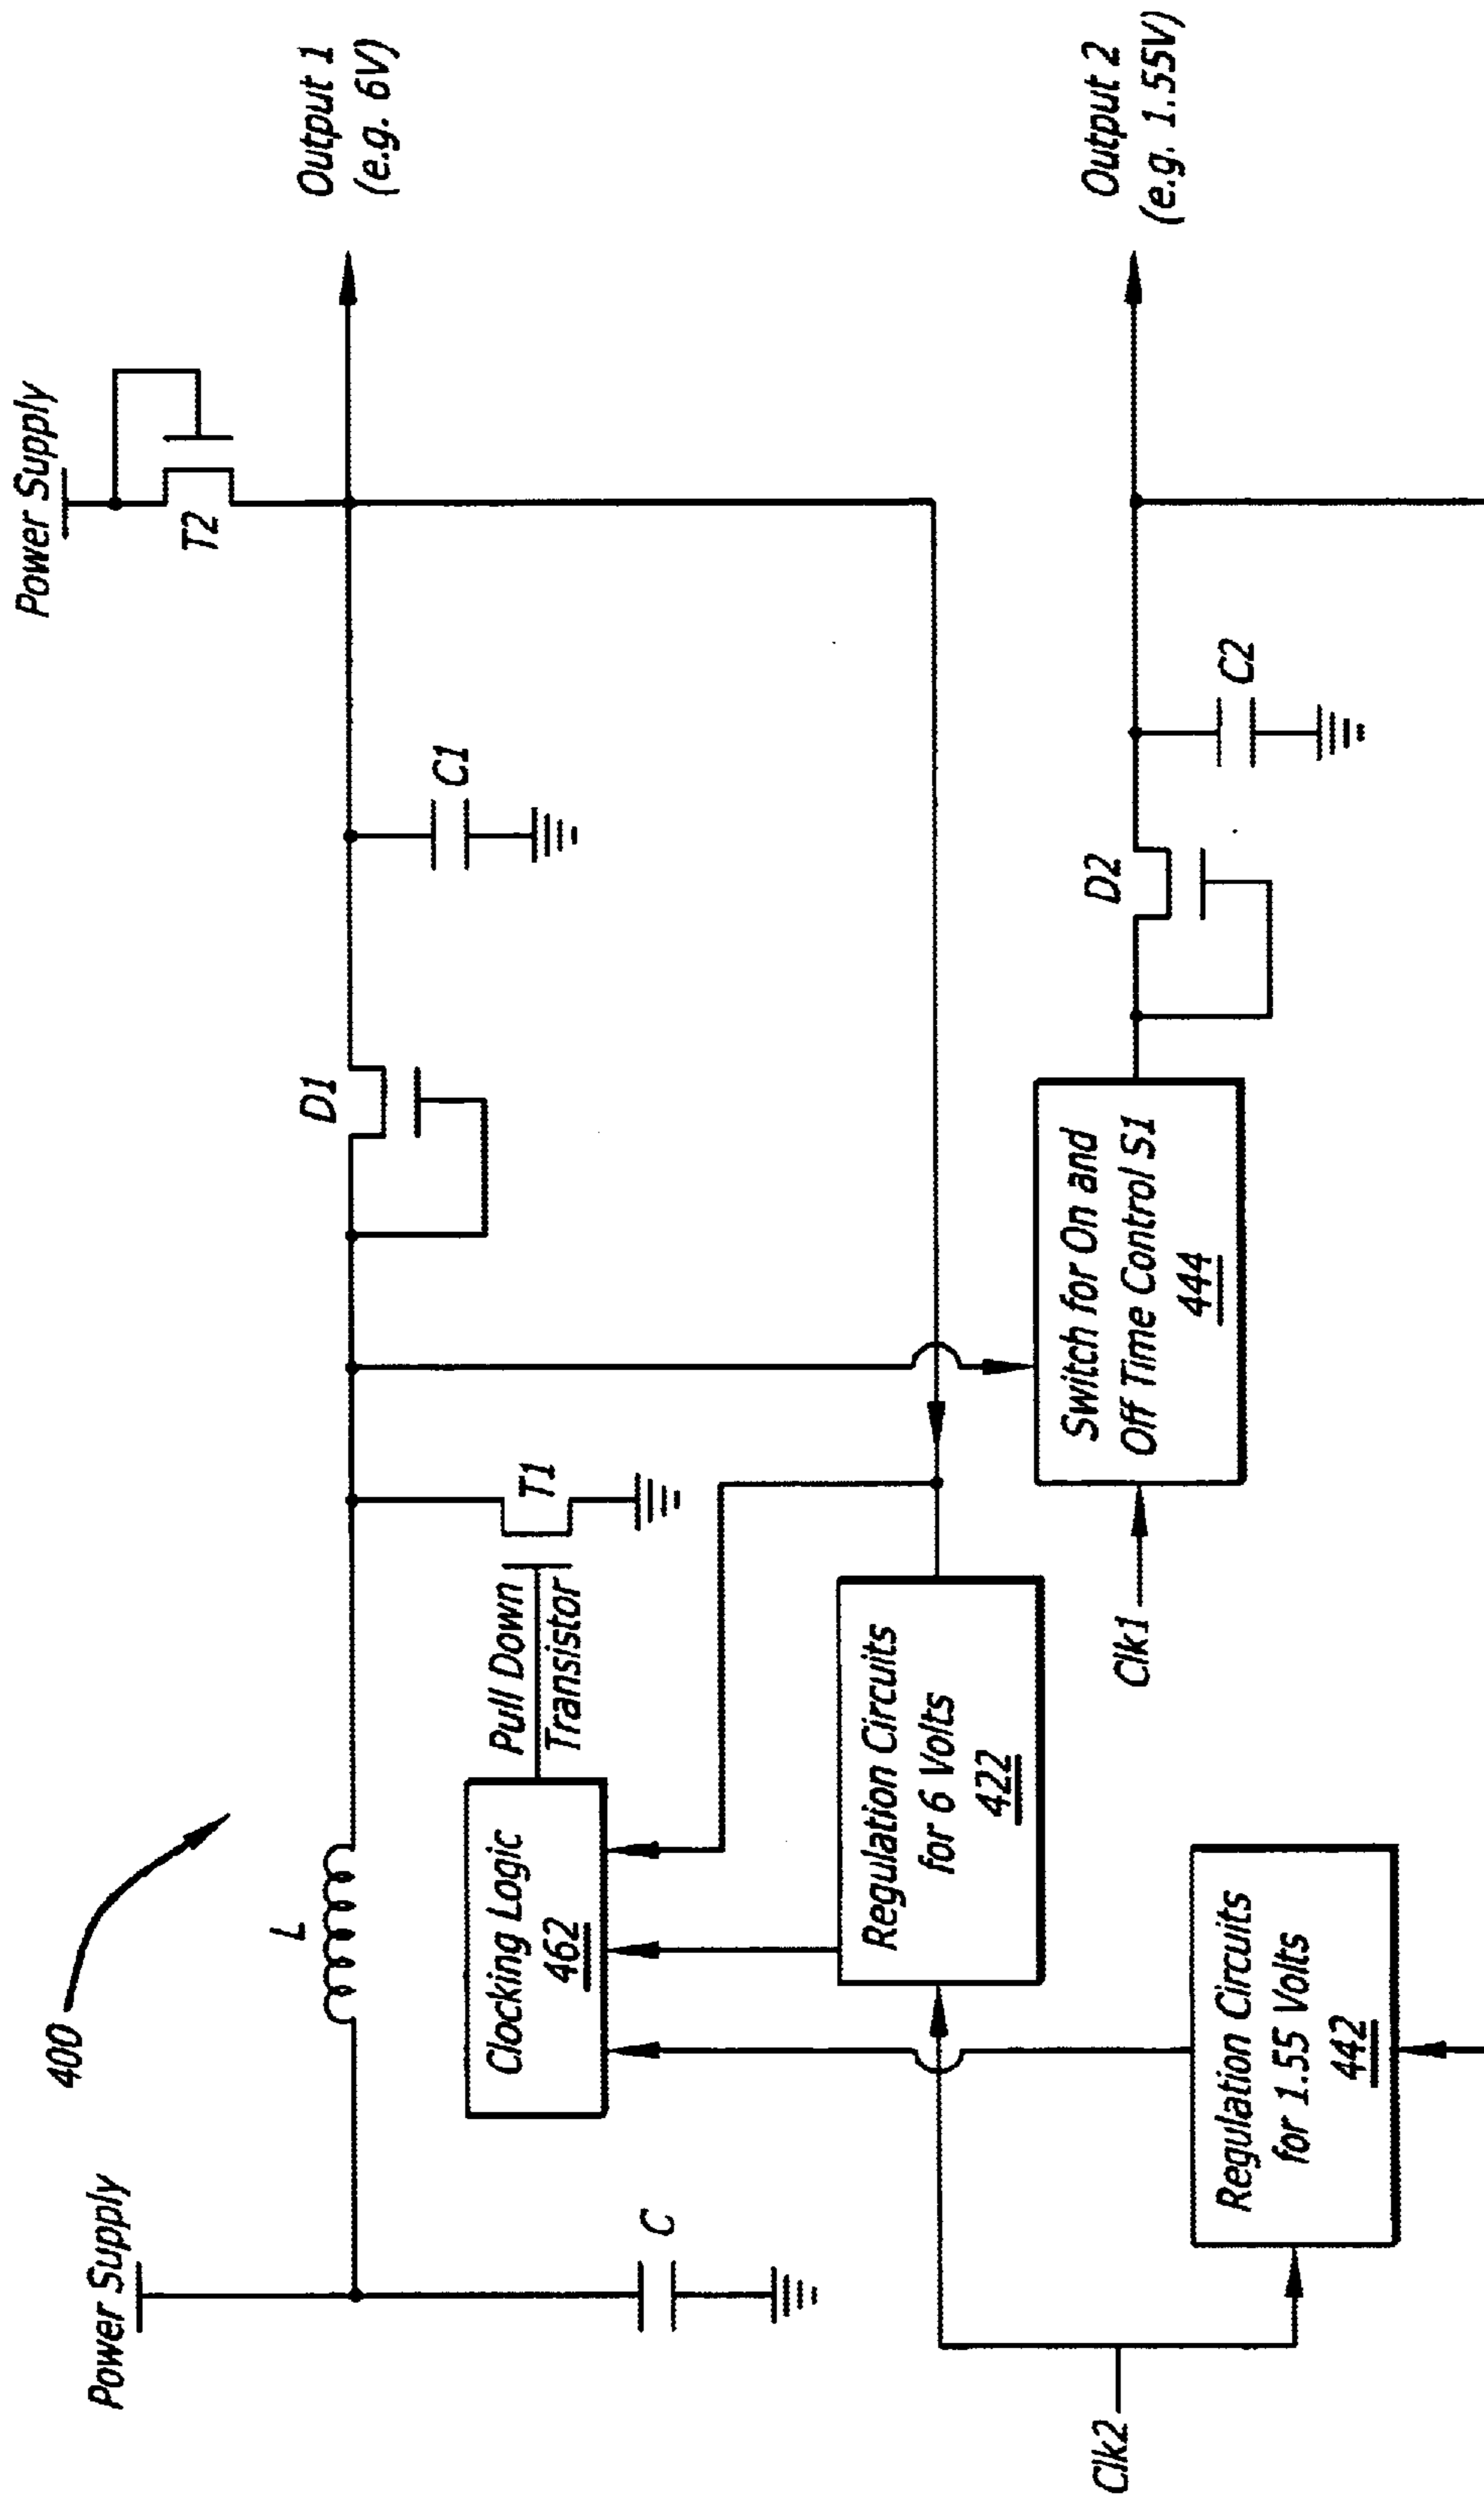 400
Power Supply
L
Power Supply
T2
Output 1
(e.g. 6V)
D1
C1
C
Clocking Logic
462
Pull Down
Transistor
T1
Regulation Circuits
for 6 Volts
422
Clk2
Regulation Circuits
for 1.55 Volts
442
Clk1
Switch for On and
Off Time Control S1
444
D2
C2
Output 2
(e.g. 1.55V)